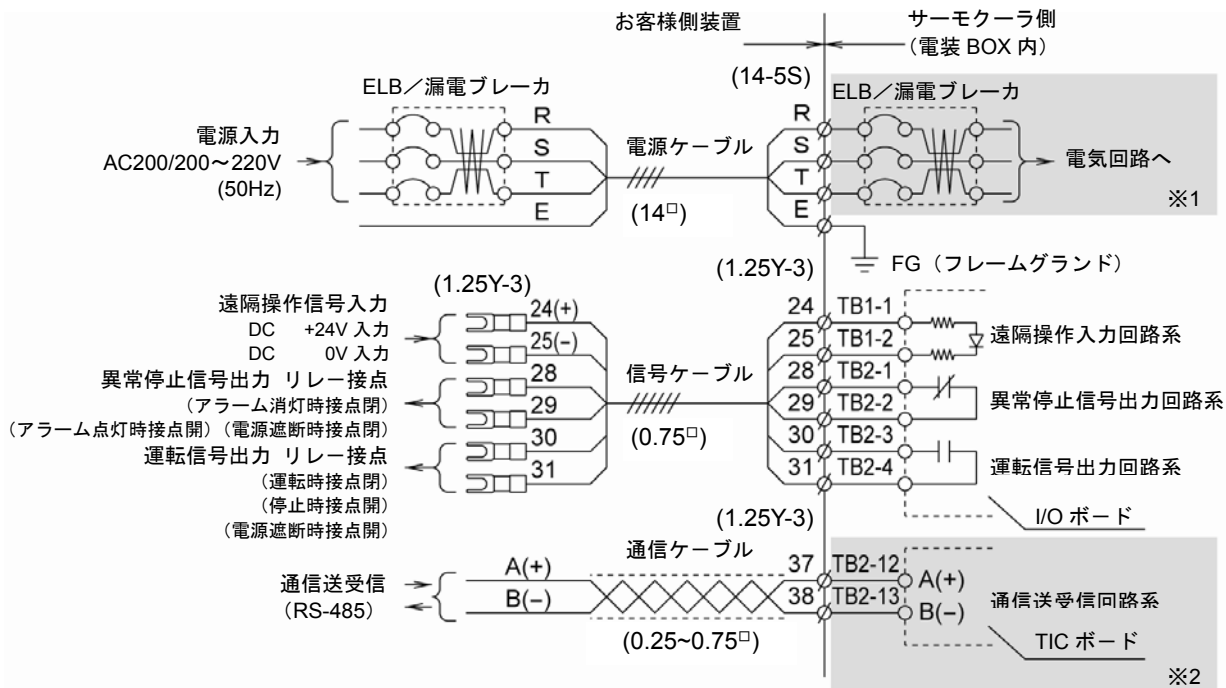 お客様側装置
サーモクーラ側
(電装 BOX 内)
(14-5S)
ELB/漏電ブレーカ
ELB/漏電ブレーカ
電源入力
AC200/200~220V
(50Hz)
R
S
T
E
電源ケーブル
(14□)
R
S
T
E
電気回路へ
※1
FG(フレームグランド)
(1.25Y-3)
(1.25Y-3)
遠隔操作信号入力
DC +24V 入力
DC 0V 入力
異常停止信号出力 リレー接点
(アラーム消灯時接点閉)
(アラーム点灯時接点開)(電源遮断時接点閉)
運転信号出力 リレー接点
(運転時接点閉)
(停止時接点開)
(電源遮断時接点開)
24(+)
25(−)
28
29
30
31
信号ケーブル
(0.75□)
24 TB1-1
25 TB1-2
28 TB2-1
29 TB2-2
30 TB2-3
31 TB2-4
遠隔操作入力回路系
異常停止信号出力回路系
運転信号出力回路系
I/O ボード
(1.25Y-3)
通信送受信
(RS-485)
A(+)
B(−)
通信ケーブル
(0.25~0.75□)
37 TB2-12
38 TB2-13
A(+)
B(−)
通信送受信回路系
TIC ボード
※2